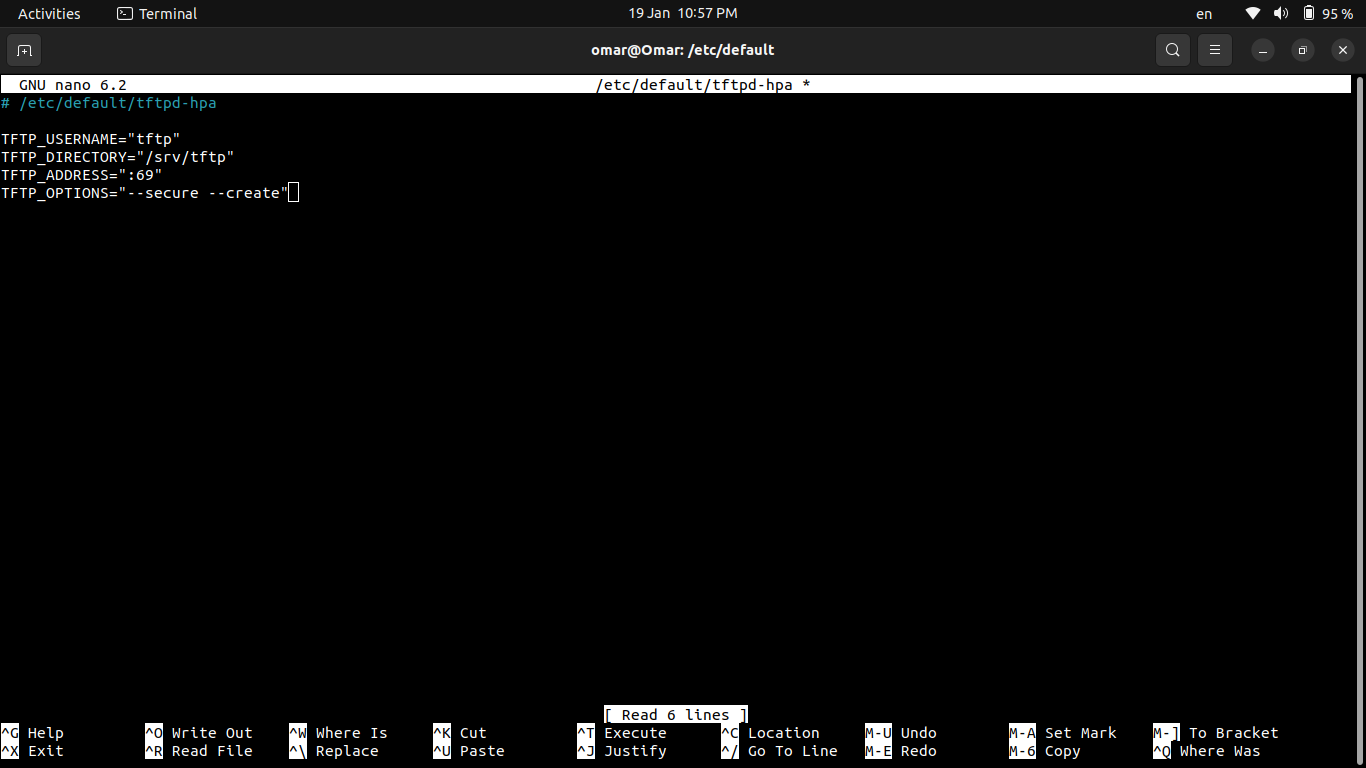 Activities Terminal 19 Jan 10:57 PM en 95 %
omar@Omar: /etc/default
GNU nano 6.2 /etc/default/tftpd-hpa *
# /etc/default/tftpd-hpa
TFTP_USERNAME="tftp"
TFTP_DIRECTORY="/srv/tftp"
TFTP_ADDRESS=":69"
TFTP_OPTIONS="--secure --create"
[ Read 6 lines ]
^G Help ^O Write Out ^W Where Is ^K Cut ^T Execute ^C Location M-U Undo M-A Set Mark M-] To Bracket
^X Exit ^R Read File ^\ Replace ^U Paste ^J Justify ^/ Go To Line M-E Redo M-6 Copy ^Q Where Was